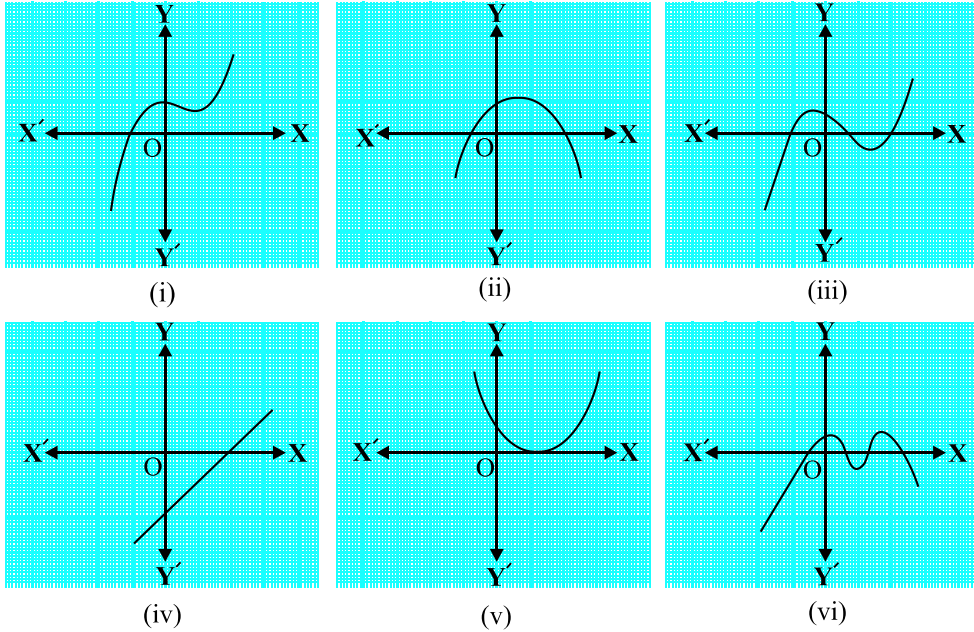 Y
X′ O X
Y′
(i)
Y
X′ O X
Y′
(ii)
Y
X′ O X
Y′
(iii)
Y
X′ O X
Y′
(iv)
Y
X′ O X
Y′
(v)
Y
X′ O X
Y′
(vi)